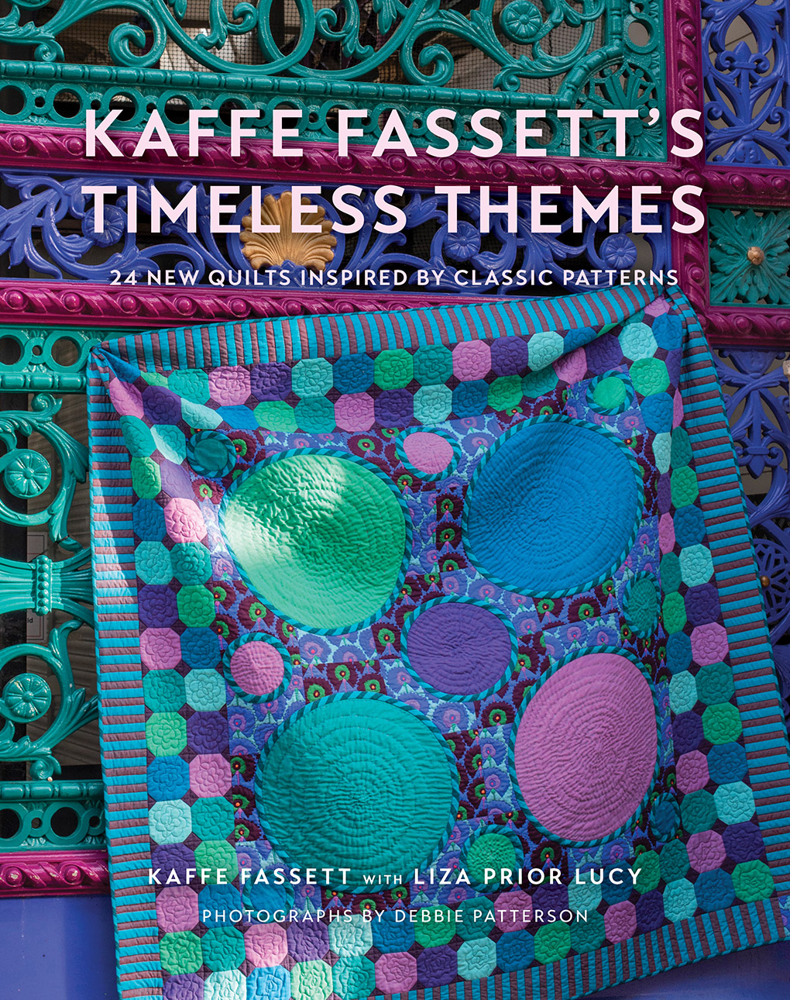 KAFFE FASSETT’S
TIMELESS THEMES
24 NEW QUILTS INSPIRED BY CLASSIC PATTERNS
KAFFE FASSETT WITH LIZA PRIOR LUCY
PHOTOGRAPHS BY DEBBIE PATTERSON